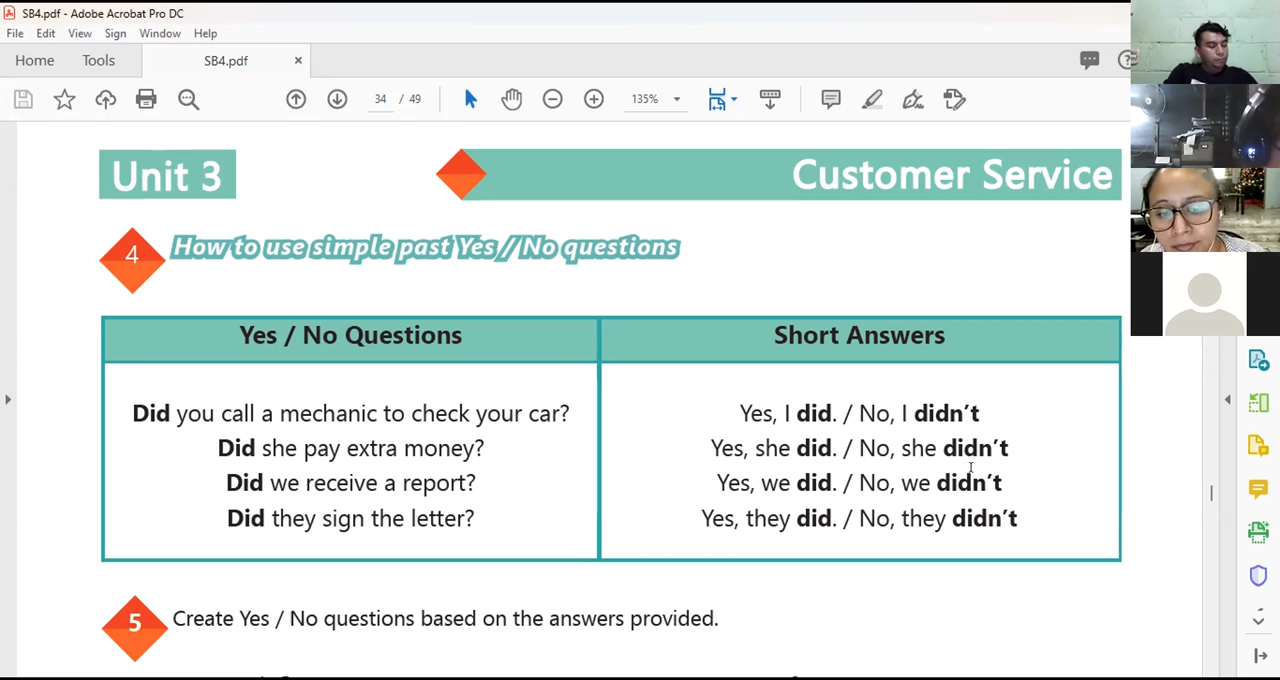 SB4.pdf - Adobe Acrobat Pro DC
File Edit View Sign Window Help
Home Tools SB4.pdf ×
34 / 49 135%
Unit 3 Customer Service
4 How to use simple past Yes / No questions
Yes / No Questions Short Answers
Did you call a mechanic to check your car? Yes, I did. / No, I didn't
Did she pay extra money? Yes, she did. / No, she didn't
Did we receive a report? Yes, we did. / No, we didn't
Did they sign the letter? Yes, they did. / No, they didn't
5 Create Yes / No questions based on the answers provided.